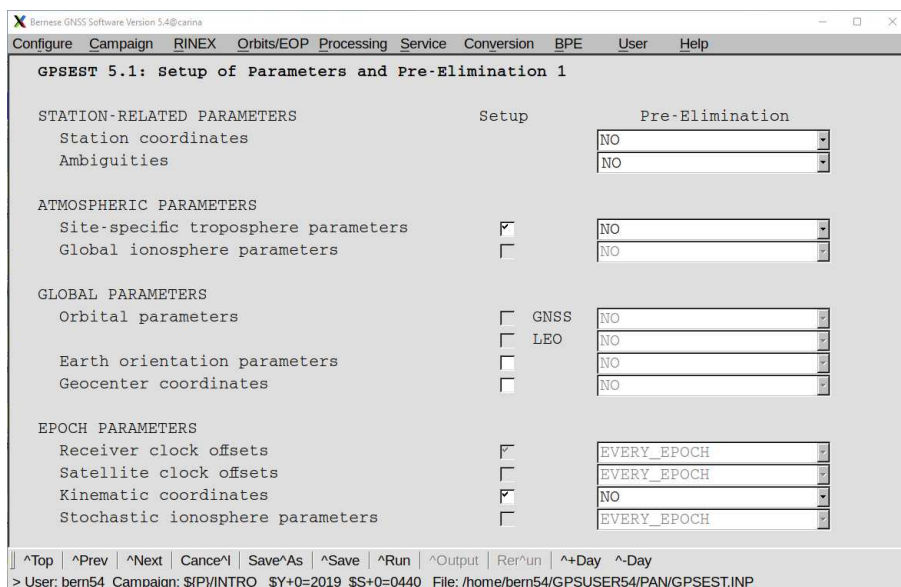 Bernese GNSS Software Version 5.4@carina
Configure Campaign RINEX Orbits/EOP Processing Service Conversion BPE User Help
GPSEST 5.1: Setup of Parameters and Pre-Elimination 1
STATION-RELATED PARAMETERS Setup Pre-Elimination
Station coordinates NO
Ambiguities NO
ATMOSPHERIC PARAMETERS
Site-specific troposphere parameters NO
Global ionosphere parameters NO
GLOBAL PARAMETERS
Orbital parameters GNSS NO
LEO NO
Earth orientation parameters NO
Geocenter coordinates NO
EPOCH PARAMETERS
Receiver clock offsets EVERY_EPOCH
Satellite clock offsets EVERY_EPOCH
Kinematic coordinates NO
Stochastic ionosphere parameters EVERY_EPOCH
^Top | ^Prev | ^Next | Cance^l | Save^As | ^Save | ^Run | ^Output | Rer^un | ^+Day ^-Day
> User: bern54 Campaign: ${P}/INTRO $Y+0=2019 $S+0=0440 File: /home/bern54/GPSUSER54/PAN/GPSEST.INP